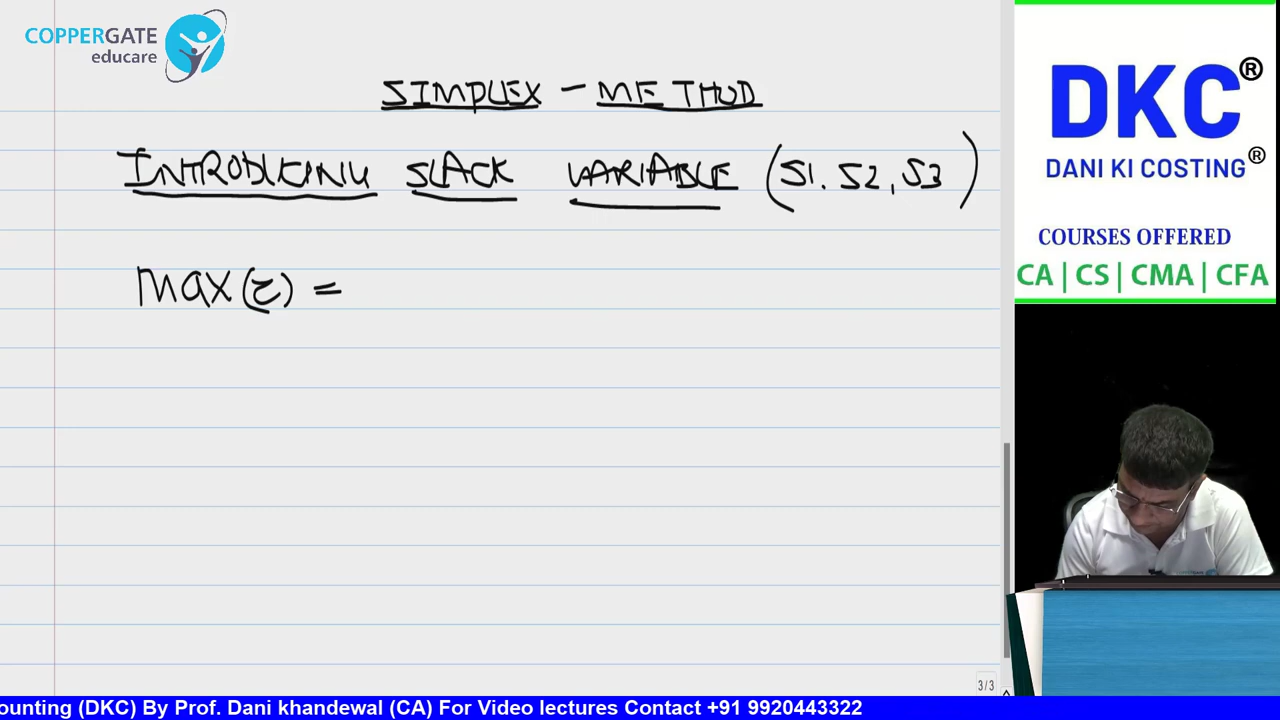 COPPERGATE
educare
SIMPLEX - METHOD
INTRODUCING SLACK VARIABLE (S1, S2, S3)
Max(Z) =
3/3
DKC®
DANI KI COSTING®
COURSES OFFERED
CA | CS | CMA | CFA
ounting (DKC) By Prof. Dani khandewal (CA) For Video lectures Contact +91 9920443322